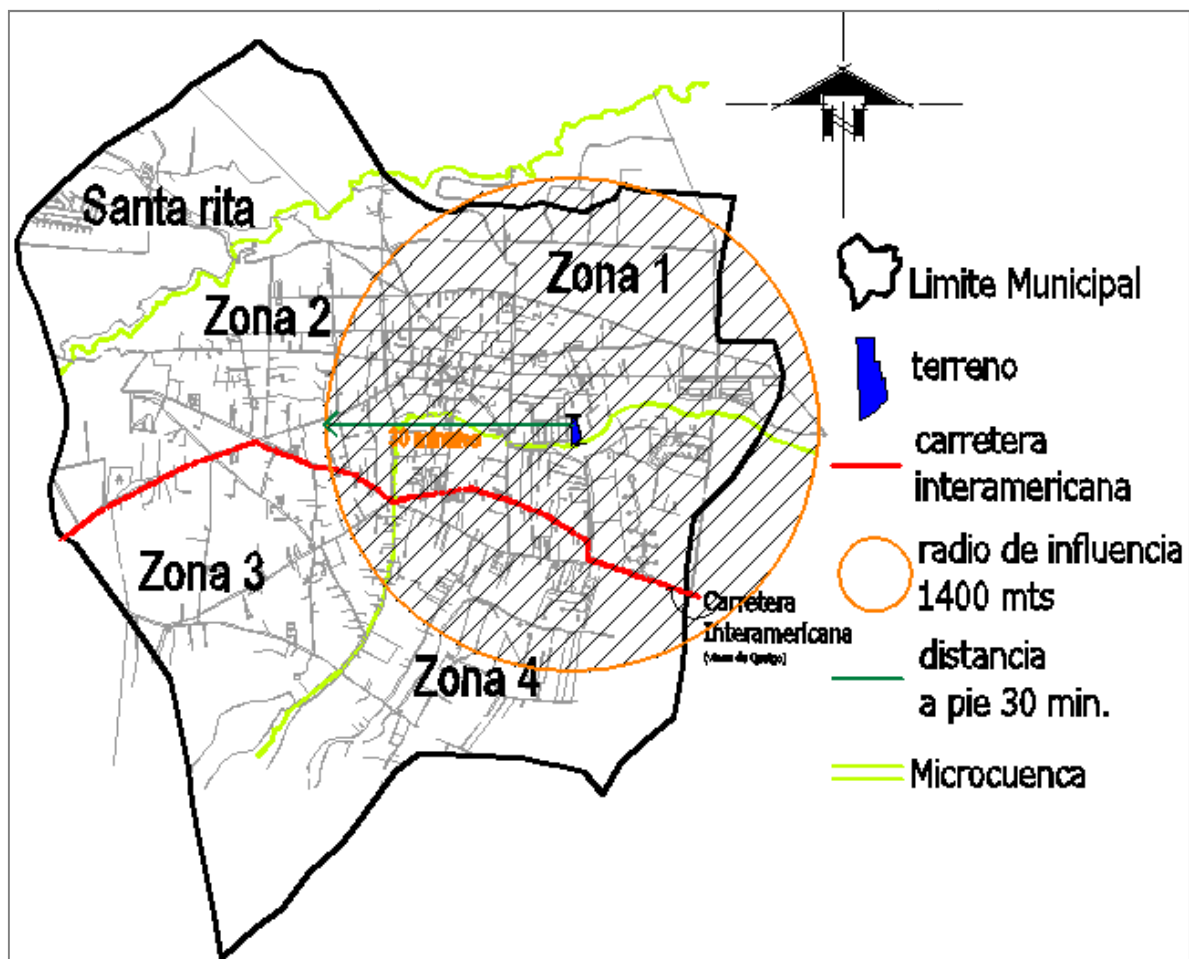 Santa rita
Zona 1
Zona 2
Zona 3
Zona 4
Carretera
Interamericana
Limite Municipal
terreno
carretera
interamericana
radio de influencia
1400 mts
distancia
a pie 30 min.
Microcuenca